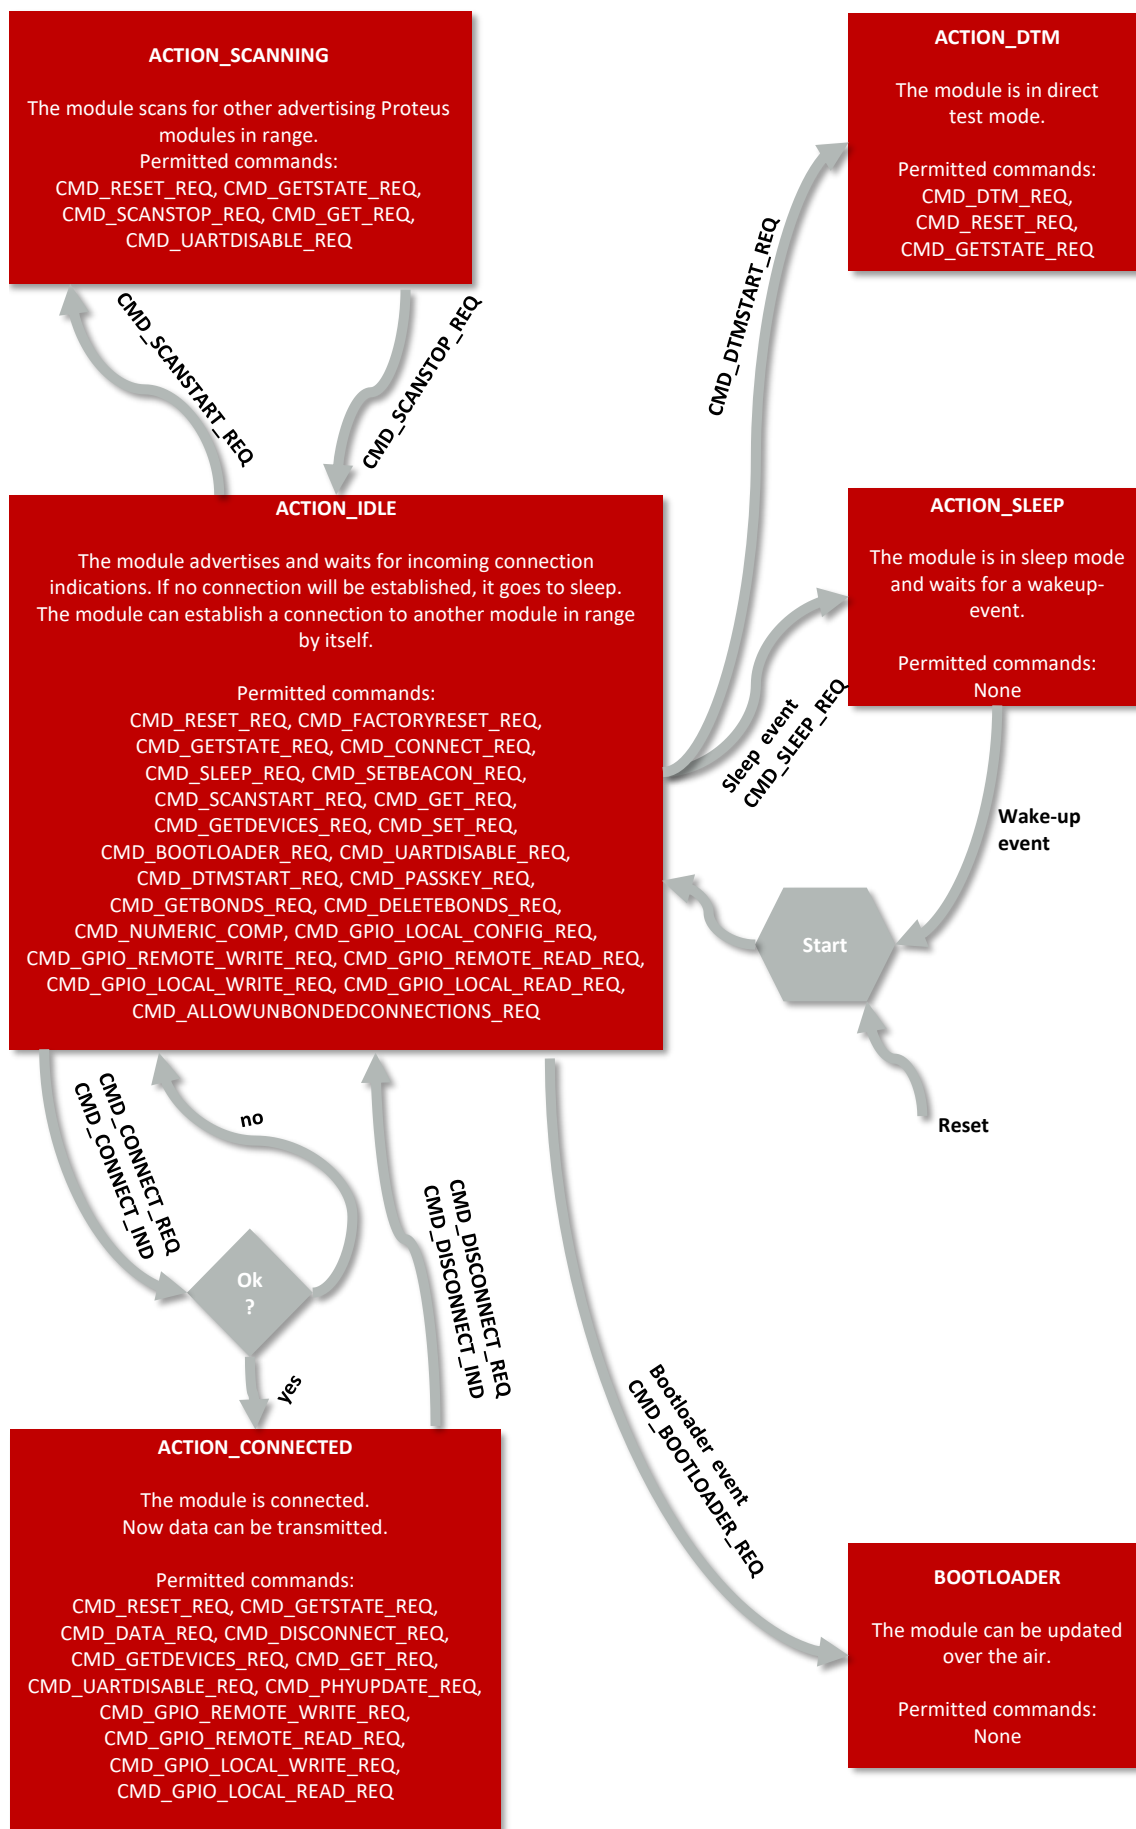 ACTION_SCANNING
The module scans for other advertising Proteus
modules in range.
Permitted commands:
CMD_RESET_REQ, CMD_GETSTATE_REQ,
CMD_SCANSTOP_REQ, CMD_GET_REQ,
CMD_UARTDISABLE_REQ
ACTION_DTM
The module is in direct
test mode.
Permitted commands:
CMD_DTM_REQ,
CMD_RESET_REQ,
CMD_GETSTATE_REQ
CMD_SCANSTART_REQ
CMD_SCANSTOP_REQ
CMD_DTMSTART_REQ
ACTION_IDLE
The module advertises and waits for incoming connection
indications. If no connection will be established, it goes to sleep.
The module can establish a connection to another module in range
by itself.
Permitted commands:
CMD_RESET_REQ, CMD_FACTORYRESET_REQ,
CMD_GETSTATE_REQ, CMD_CONNECT_REQ,
CMD_SLEEP_REQ, CMD_SETBEACON_REQ,
CMD_SCANSTART_REQ, CMD_GET_REQ,
CMD_GETDEVICES_REQ, CMD_SET_REQ,
CMD_BOOTLOADER_REQ, CMD_UARTDISABLE_REQ,
CMD_DTMSTART_REQ, CMD_PASSKEY_REQ,
CMD_GETBONDS_REQ, CMD_DELETEBONDS_REQ,
CMD_NUMERIC_COMP, CMD_GPIO_LOCAL_CONFIG_REQ,
CMD_GPIO_REMOTE_WRITE_REQ, CMD_GPIO_REMOTE_READ_REQ,
CMD_GPIO_LOCAL_WRITE_REQ, CMD_GPIO_LOCAL_READ_REQ,
CMD_ALLOWUNBONDEDCONNECTIONS_REQ
ACTION_SLEEP
The module is in sleep mode
and waits for a wakeup-
event.
Permitted commands:
None
Sleep event
CMD_SLEEP_REQ
Wake-up
event
Start
Reset
CMD_CONNECT_REQ
CMD_CONNECT_IND
no
Ok
?
yes
CMD_DISCONNECT_REQ
CMD_DISCONNECT_IND
Bootloader event
CMD_BOOTLOADER_REQ
ACTION_CONNECTED
The module is connected.
Now data can be transmitted.
Permitted commands:
CMD_RESET_REQ, CMD_GETSTATE_REQ,
CMD_DATA_REQ, CMD_DISCONNECT_REQ,
CMD_GETDEVICES_REQ, CMD_GET_REQ,
CMD_UARTDISABLE_REQ, CMD_PHYUPDATE_REQ,
CMD_GPIO_REMOTE_WRITE_REQ,
CMD_GPIO_REMOTE_READ_REQ,
CMD_GPIO_LOCAL_WRITE_REQ,
CMD_GPIO_LOCAL_READ_REQ
BOOTLOADER
The module can be updated
over the air.
Permitted commands:
None